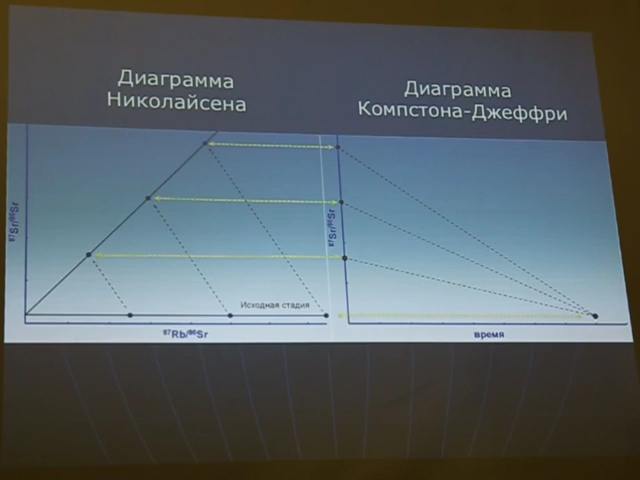 Диаграмма
Николайсена
Диаграмма
Компстона-Джеффри
⁸⁷Sr/⁸⁶Sr
⁸⁷Sr/⁸⁶Sr
Исходная стадия
⁸⁷Rb/⁸⁶Sr
время